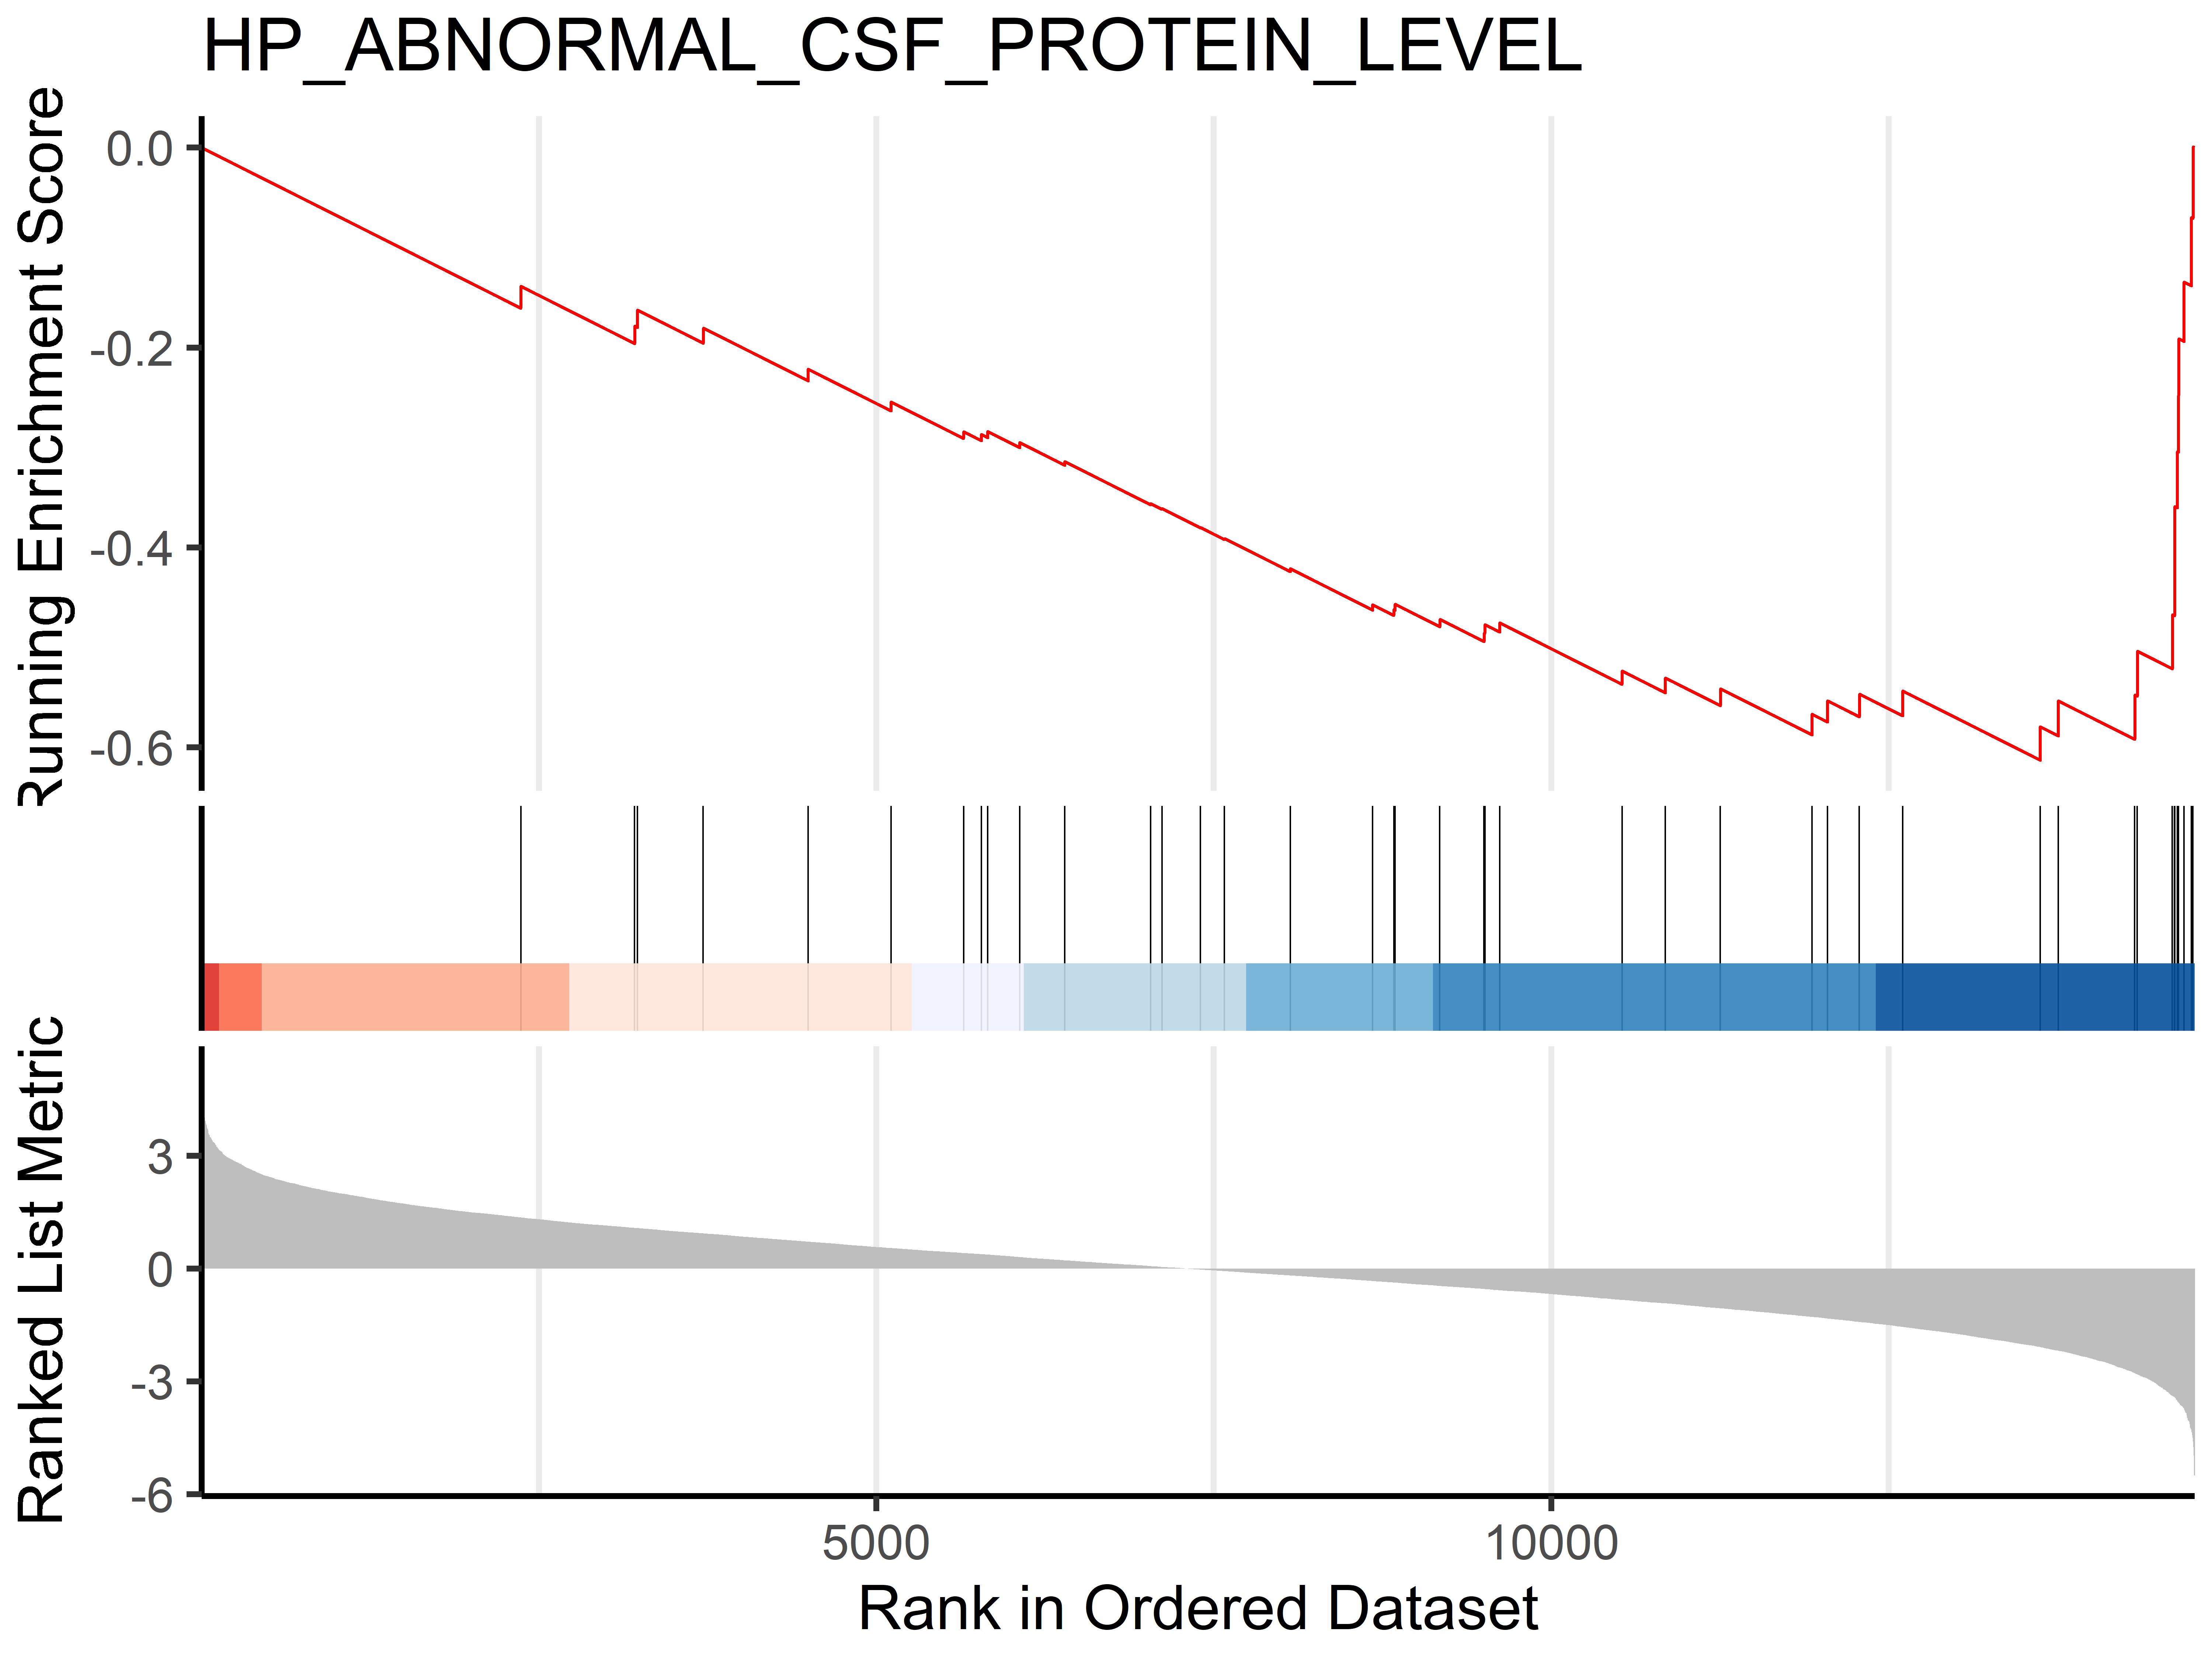 HP_ABNORMAL_CSF_PROTEIN_LEVEL
Running Enrichment Score
0.0
-0.2
-0.4
-0.6
Ranked List Metric
3
0
-3
-6
5000
10000
Rank in Ordered Dataset